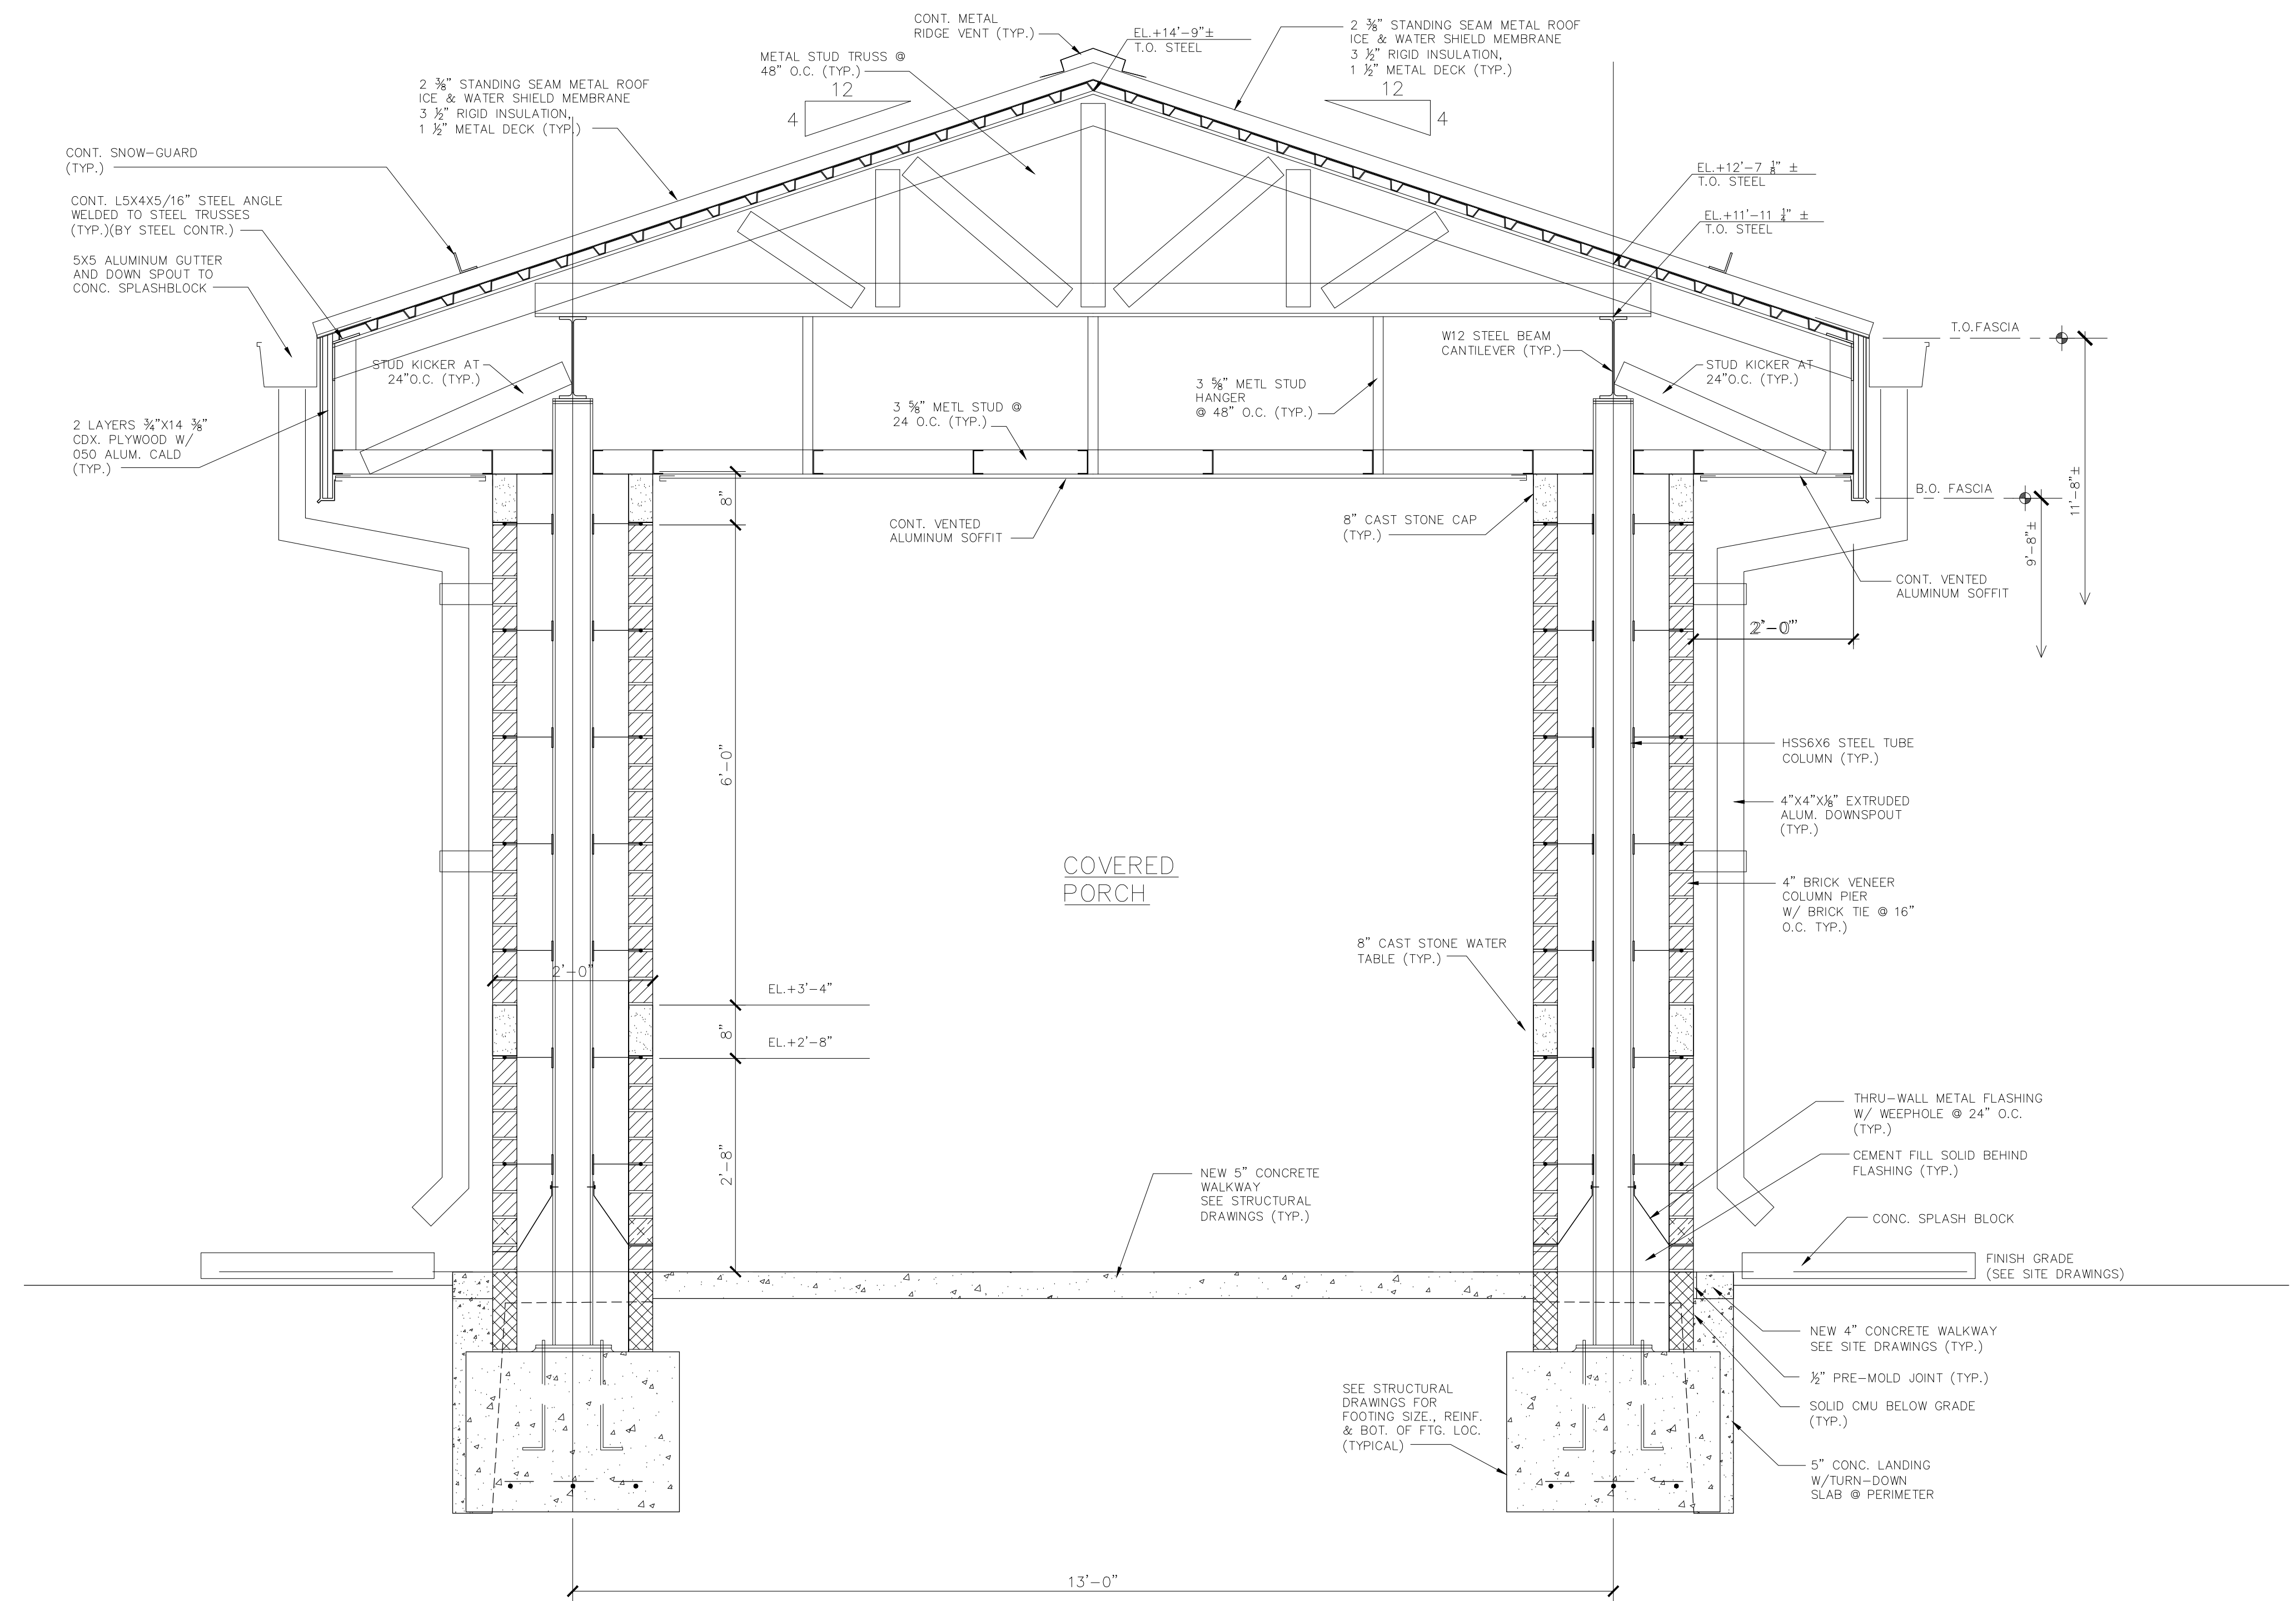 CONT. METAL
RIDGE VENT (TYP.)
EL.+14'-9"±
T.O. STEEL
2 ⅜" STANDING SEAM METAL ROOF
ICE & WATER SHIELD MEMBRANE
3 ½" RIGID INSULATION,
1 ½" METAL DECK (TYP.)
METAL STUD TRUSS @
48" O.C. (TYP.)
12
4
12
4
2 ⅜" STANDING SEAM METAL ROOF
ICE & WATER SHIELD MEMBRANE
3 ½" RIGID INSULATION,
1 ½" METAL DECK (TYP.)
CONT. SNOW-GUARD
(TYP.)
CONT. L5X4X5/16" STEEL ANGLE
WELDED TO STEEL TRUSSES
(TYP.)(BY STEEL CONTR.)
5X5 ALUMINUM GUTTER
AND DOWN SPOUT TO
CONC. SPLASHBLOCK
2 LAYERS ¾"X14 ⅜"
CDX. PLYWOOD W/
050 ALUM. CALD
(TYP.)
EL.+12'-7 ⅛" ±
T.O. STEEL
EL.+11'-11 ¼" ±
T.O. STEEL
T.O.FASCIA
STUD KICKER AT
24"O.C. (TYP.)
W12 STEEL BEAM
CANTILEVER (TYP.)
STUD KICKER AT
24"O.C. (TYP.)
3 ⅝" METL STUD
HANGER
@ 48" O.C. (TYP.)
3 ⅝" METL STUD @
24 O.C. (TYP.)
B.O. FASCIA
11'-8"±
9'-8"±
8"
CONT. VENTED
ALUMINUM SOFFIT
8" CAST STONE CAP
(TYP.)
CONT. VENTED
ALUMINUM SOFFIT
2'-0"
6'-0"
HSS6X6 STEEL TUBE
COLUMN (TYP.)
4"X4"X⅛" EXTRUDED
ALUM. DOWNSPOUT
(TYP.)
COVERED
PORCH
4" BRICK VENEER
COLUMN PIER
W/ BRICK TIE @ 16"
O.C. TYP.)
8" CAST STONE WATER
TABLE (TYP.)
2'-0"
EL.+3'-4"
8"
EL.+2'-8"
2'-8"
THRU-WALL METAL FLASHING
W/ WEEPHOLE @ 24" O.C.
(TYP.)
CEMENT FILL SOLID BEHIND
FLASHING (TYP.)
NEW 5" CONCRETE
WALKWAY
SEE STRUCTURAL
DRAWINGS (TYP.)
CONC. SPLASH BLOCK
FINISH GRADE
(SEE SITE DRAWINGS)
NEW 4" CONCRETE WALKWAY
SEE SITE DRAWINGS (TYP.)
½" PRE-MOLD JOINT (TYP.)
SOLID CMU BELOW GRADE
(TYP.)
SEE STRUCTURAL
DRAWINGS FOR
FOOTING SIZE., REINF.
& BOT. OF FTG. LOC.
(TYPICAL)
5" CONC. LANDING
W/TURN-DOWN
SLAB @ PERIMETER
13'-0"